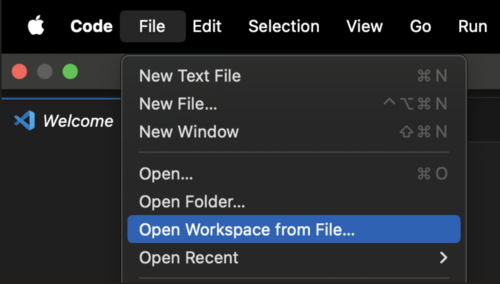 Code File Edit Selection View Go Run
Welcome
New Text File ⌘ N
New File... ^⌥⌘ N
New Window ⇧⌘ N
Open... ⌘ O
Open Folder...
Open Workspace from File...
Open Recent